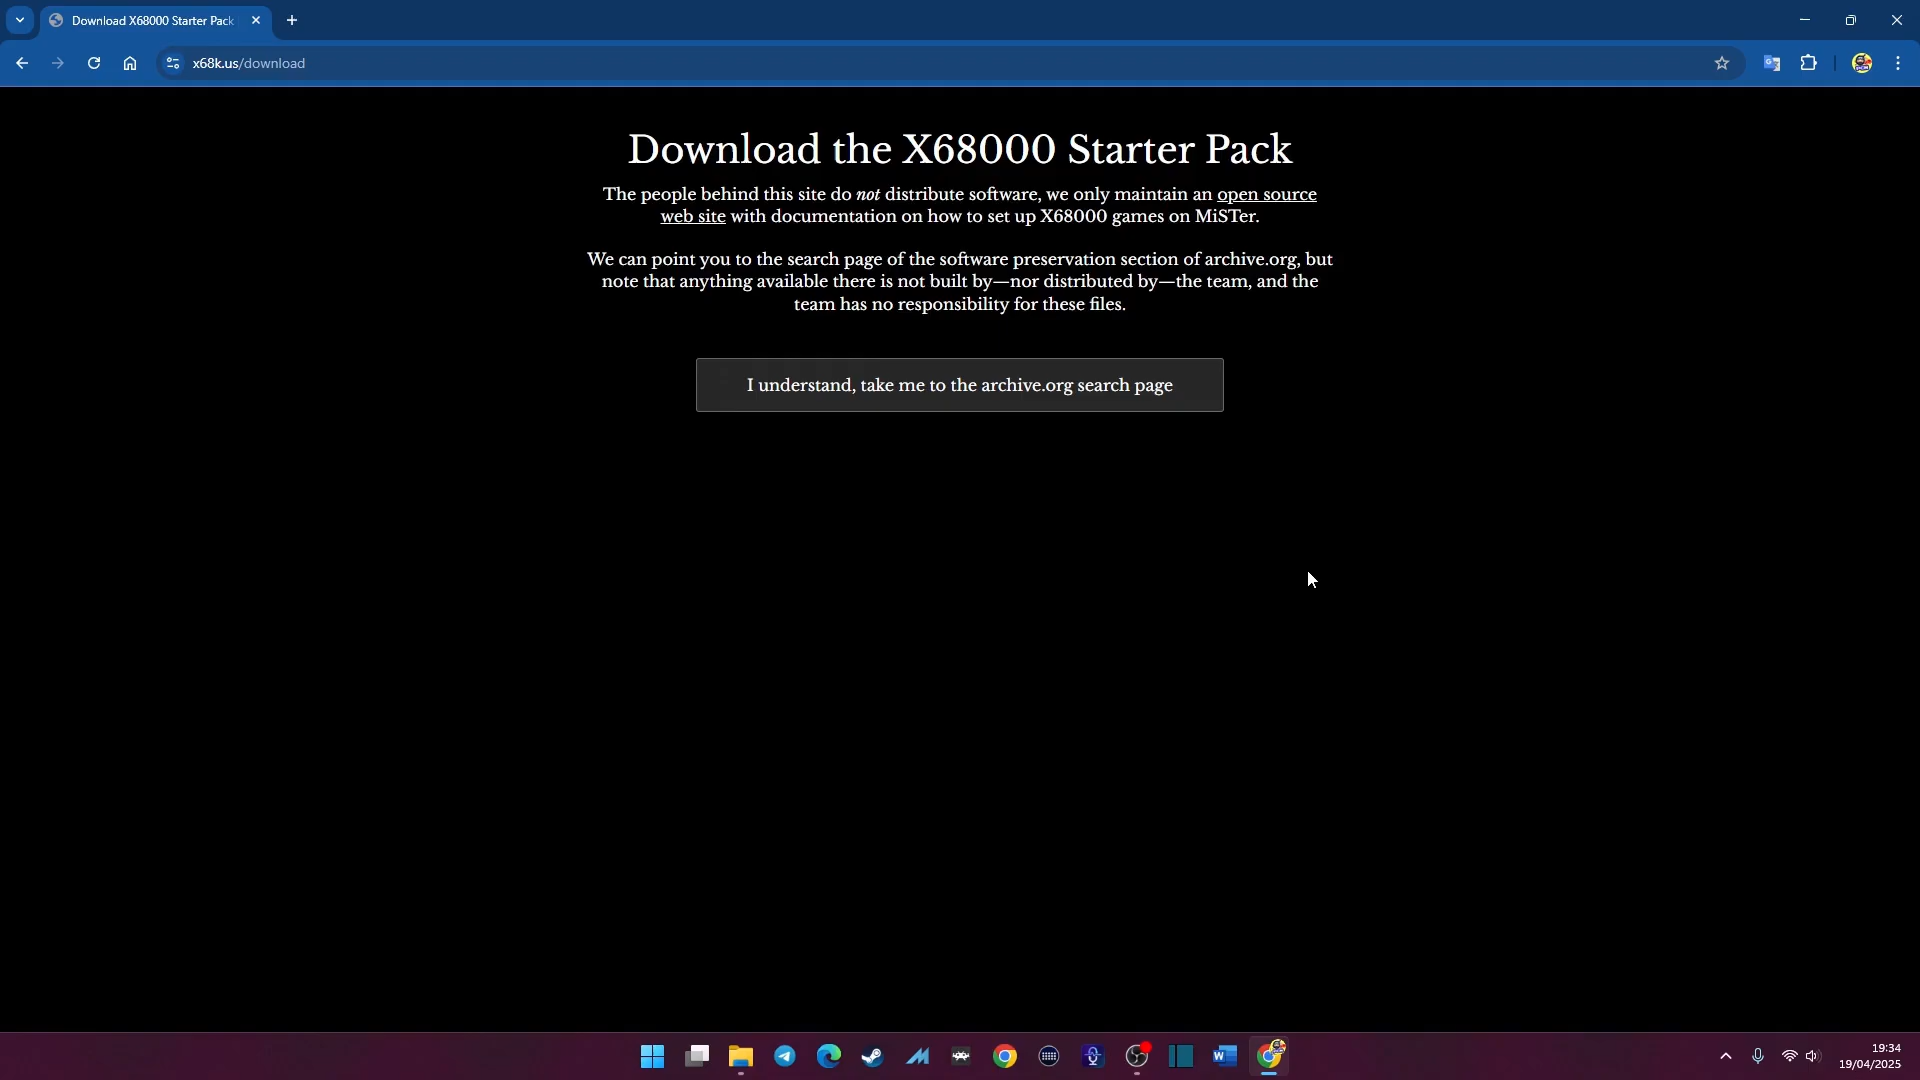 Download X68000 Starter Pack
x68k.us/download
Download the X68000 Starter Pack
The people behind this site do not distribute software, we only maintain an open source
web site with documentation on how to set up X68000 games on MiSTer.
We can point you to the search page of the software preservation section of archive.org, but
note that anything available there is not built by—nor distributed by—the team, and the
team has no responsibility for these files.
I understand, take me to the archive.org search page
19:34
19/04/2025